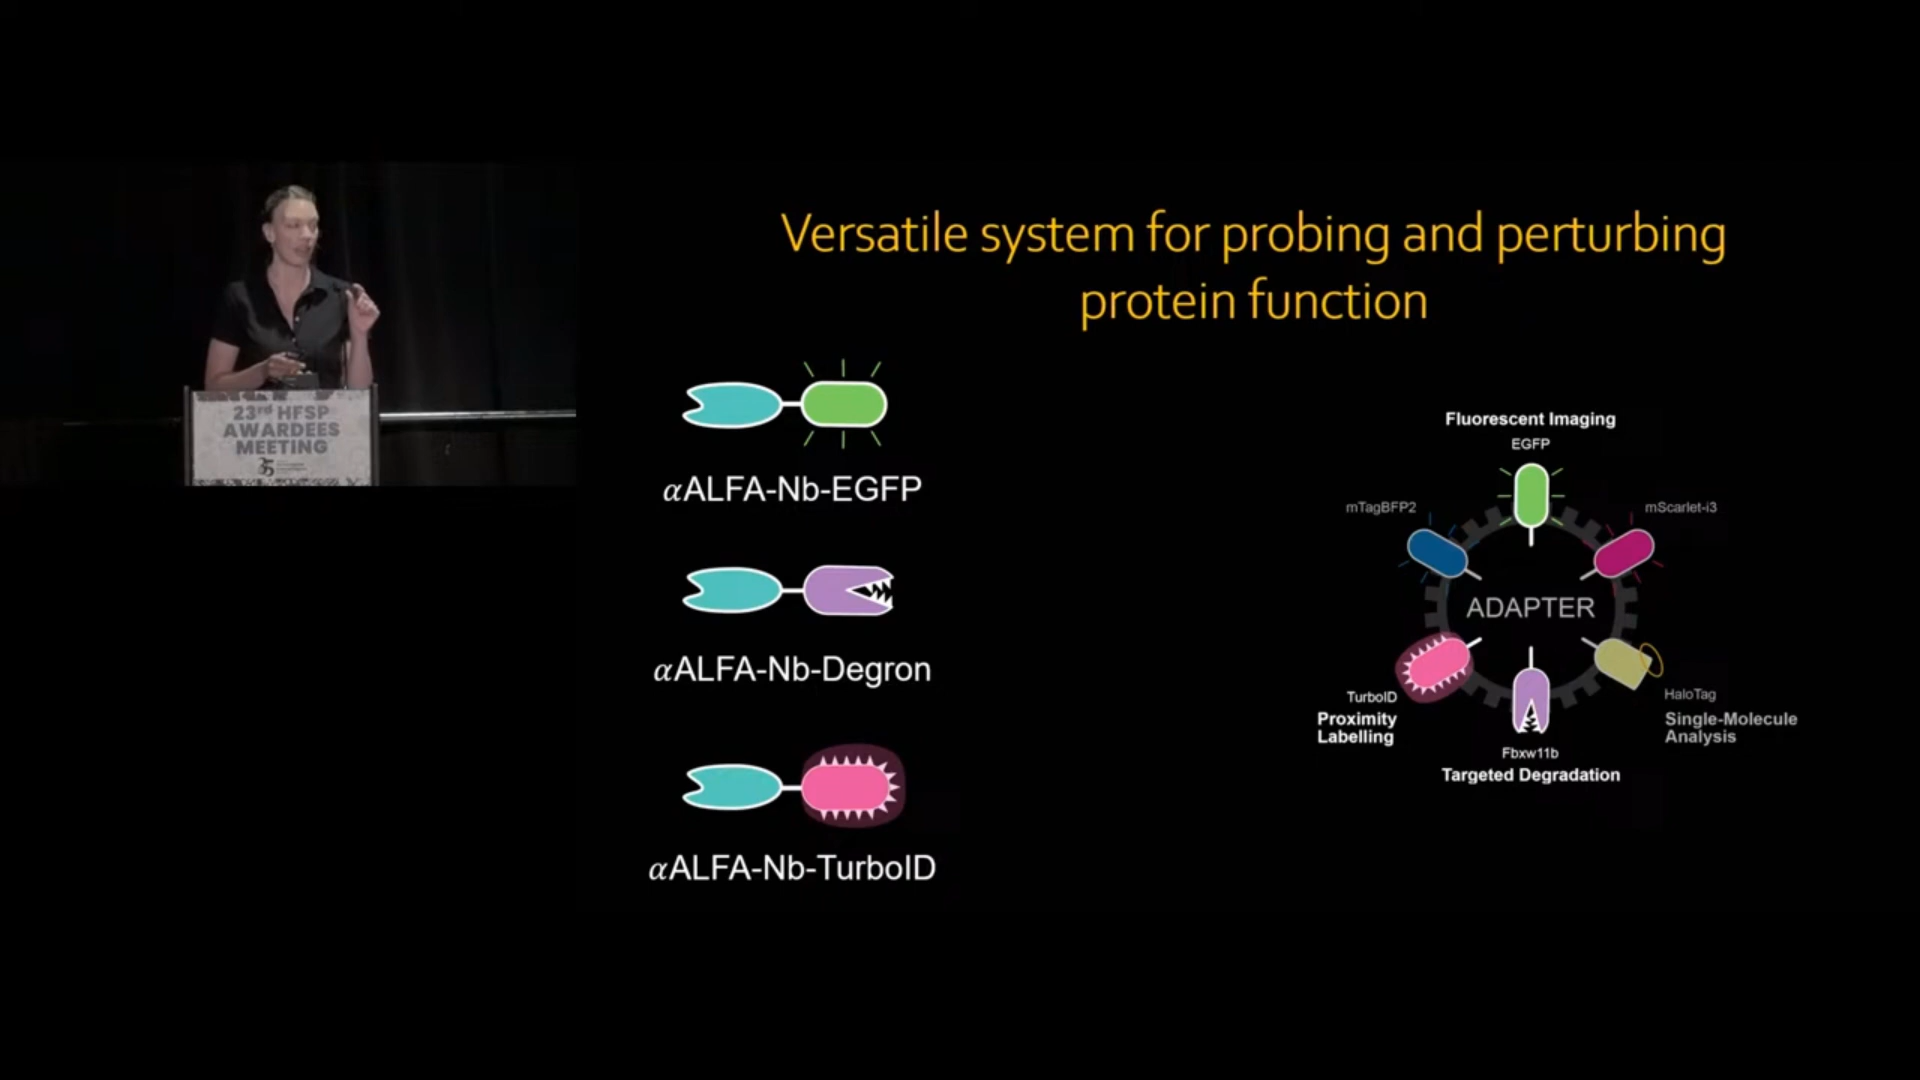 23rd HFSP
AWARDEES
MEETING
35
Versatile system for probing and perturbing
protein function
αALFA-Nb-EGFP
αALFA-Nb-Degron
αALFA-Nb-TurboID
Fluorescent Imaging
EGFP
mTagBFP2
mScarlet-i3
ADAPTER
TurboID
Proximity
Labelling
HaloTag
Single-Molecule
Analysis
Fbxw11b
Targeted Degradation